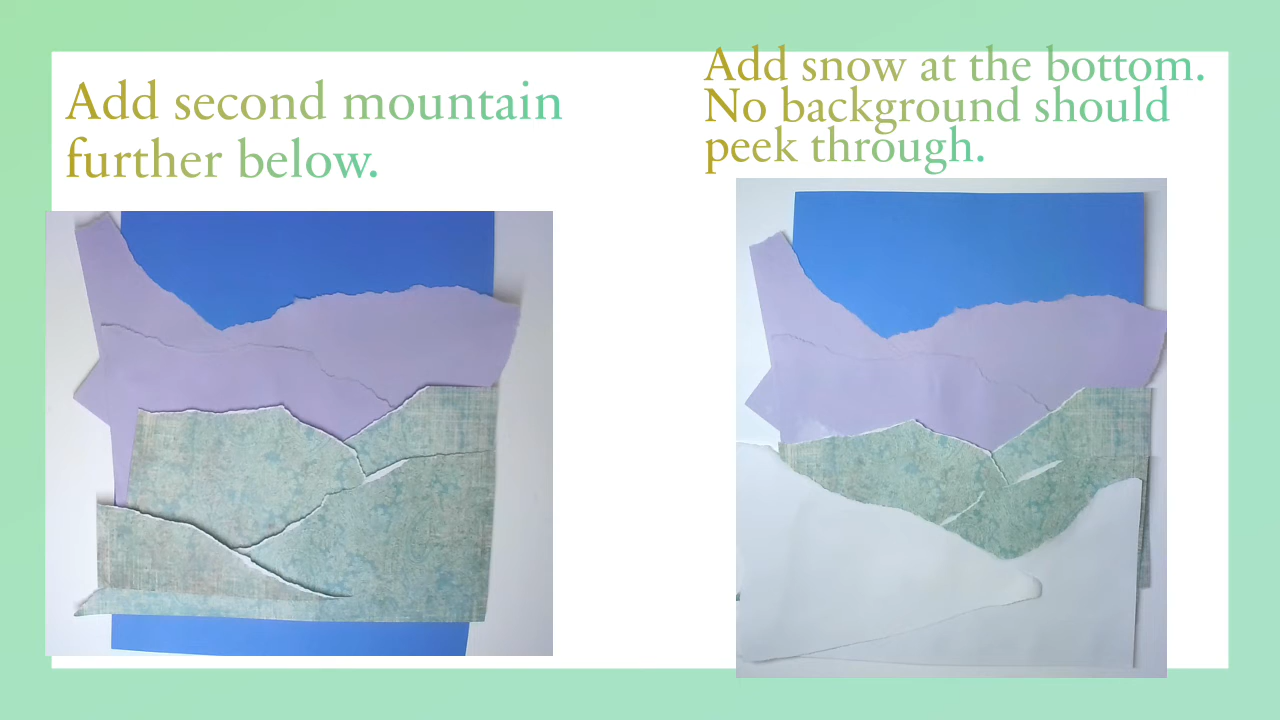 Add second mountain
further below.
Add snow at the bottom.
No background should
peek through.